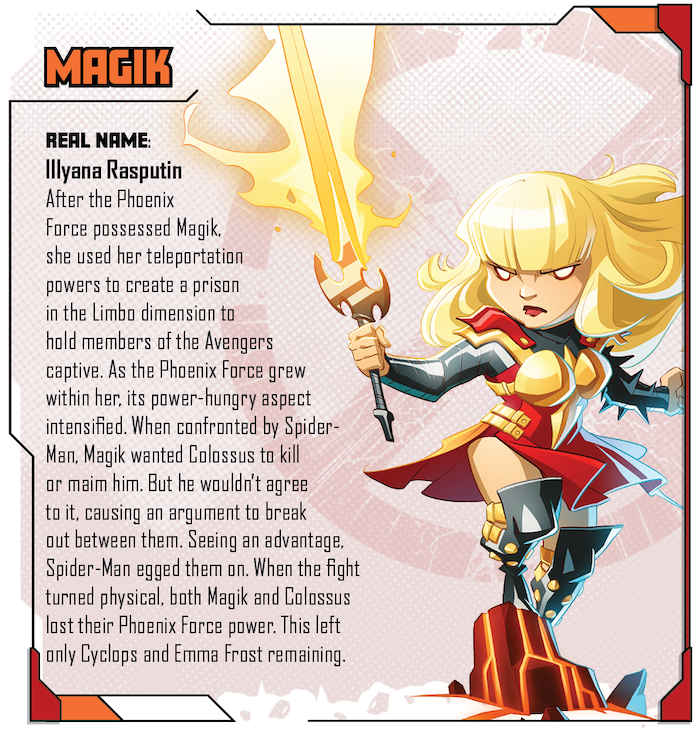 MAGIK
REAL NAME:
Illyana Rasputin
After the Phoenix
Force possessed Magik,
she used her teleportation
powers to create a prison
in the Limbo dimension to
hold members of the Avengers
captive. As the Phoenix Force grew
within her, its power-hungry aspect
intensified. When confronted by Spider-
Man, Magik wanted Colossus to kill
or maim him. But he wouldn't agree
to it, causing an argument to break
out between them. Seeing an advantage,
Spider-Man egged them on. When the fight
turned physical, both Magik and Colossus
lost their Phoenix Force power. This left
only Cyclops and Emma Frost remaining.